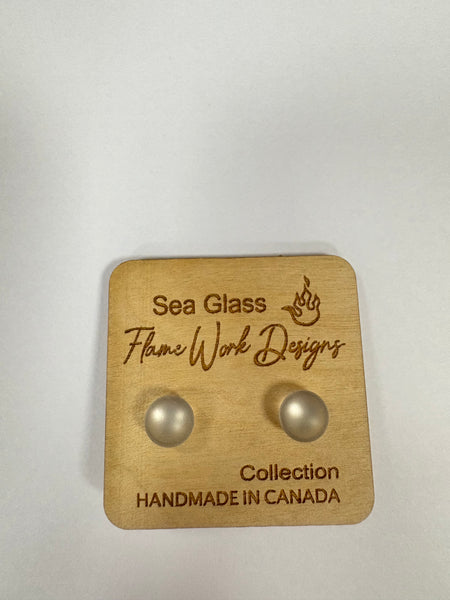 Sea Glass
Flame Work Designs
Collection
HANDMADE IN CANADA